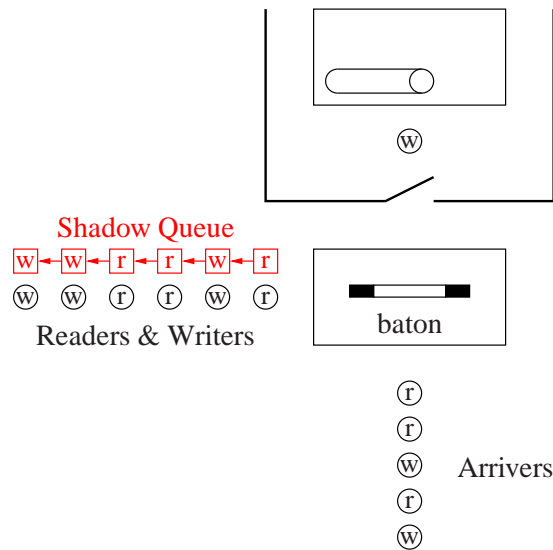 w
Shadow Queue
w w r r w r
w w r r w r
Readers & Writers
baton
r
r
w
Arrivers
r
w